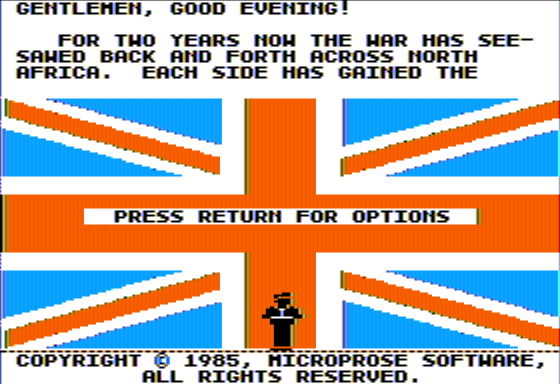 GENTLEMEN, GOOD EVENING!
FOR TWO YEARS NOW THE WAR HAS SEE-
SAWED BACK AND FORTH ACROSS NORTH
AFRICA. EACH SIDE HAS GAINED THE
PRESS RETURN FOR OPTIONS
COPYRIGHT © 1985, MICROPROSE SOFTWARE,
ALL RIGHTS RESERVED.